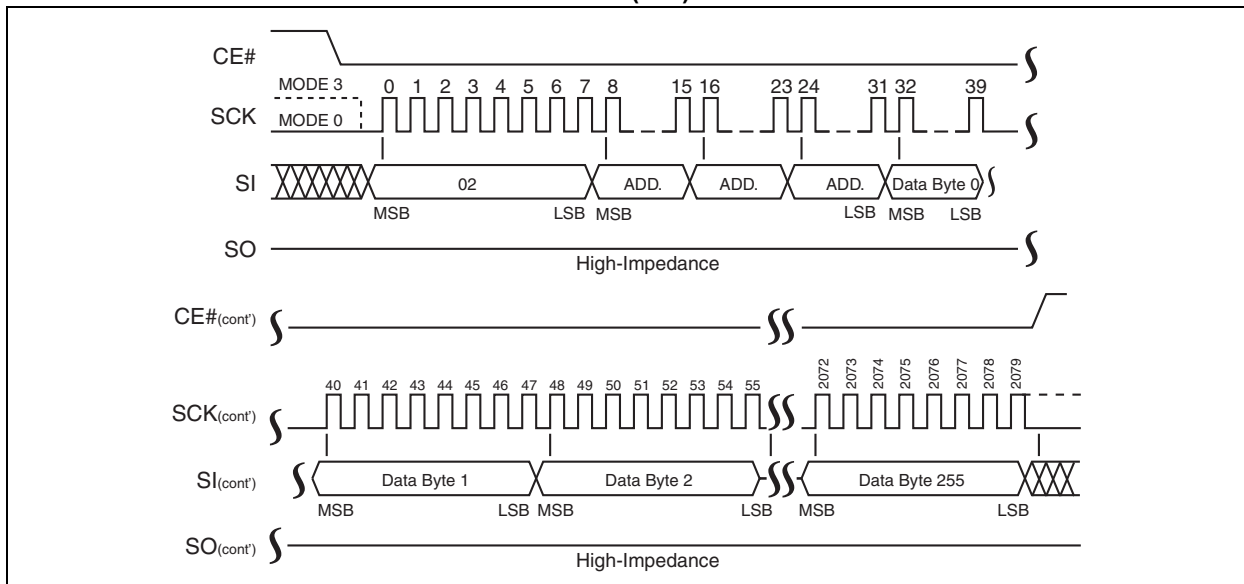 CE#
MODE 3
0 1 2 3 4 5 6 7 8 15 16 23 24 31 32 39
SCK
MODE 0
SI
02 ADD. ADD. ADD. Data Byte 0
MSB LSB MSB LSB MSB LSB
SO
High-Impedance
CE#(cont')
40 41 42 43 44 45 46 47 48 49 50 51 52 53 54 55 2072 2073 2074 2075 2076 2077 2078 2079
SCK(cont')
SI(cont')
Data Byte 1 Data Byte 2 Data Byte 255
MSB LSB MSB LSB MSB LSB
SO(cont')
High-Impedance